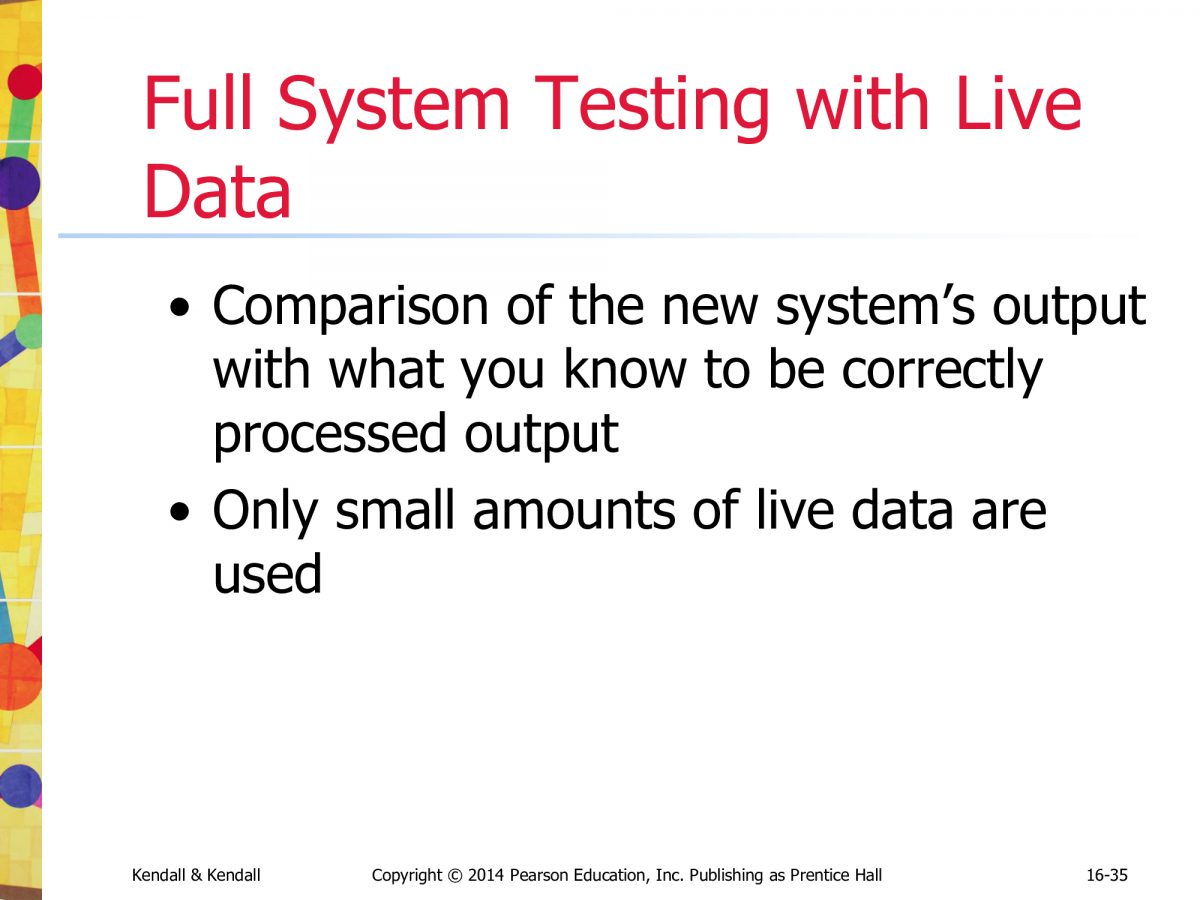 Full System Testing with Live
Data
• Comparison of the new system’s output
with what you know to be correctly
processed output
• Only small amounts of live data are
used
Kendall & Kendall
Copyright © 2014 Pearson Education, Inc. Publishing as Prentice Hall
16-35